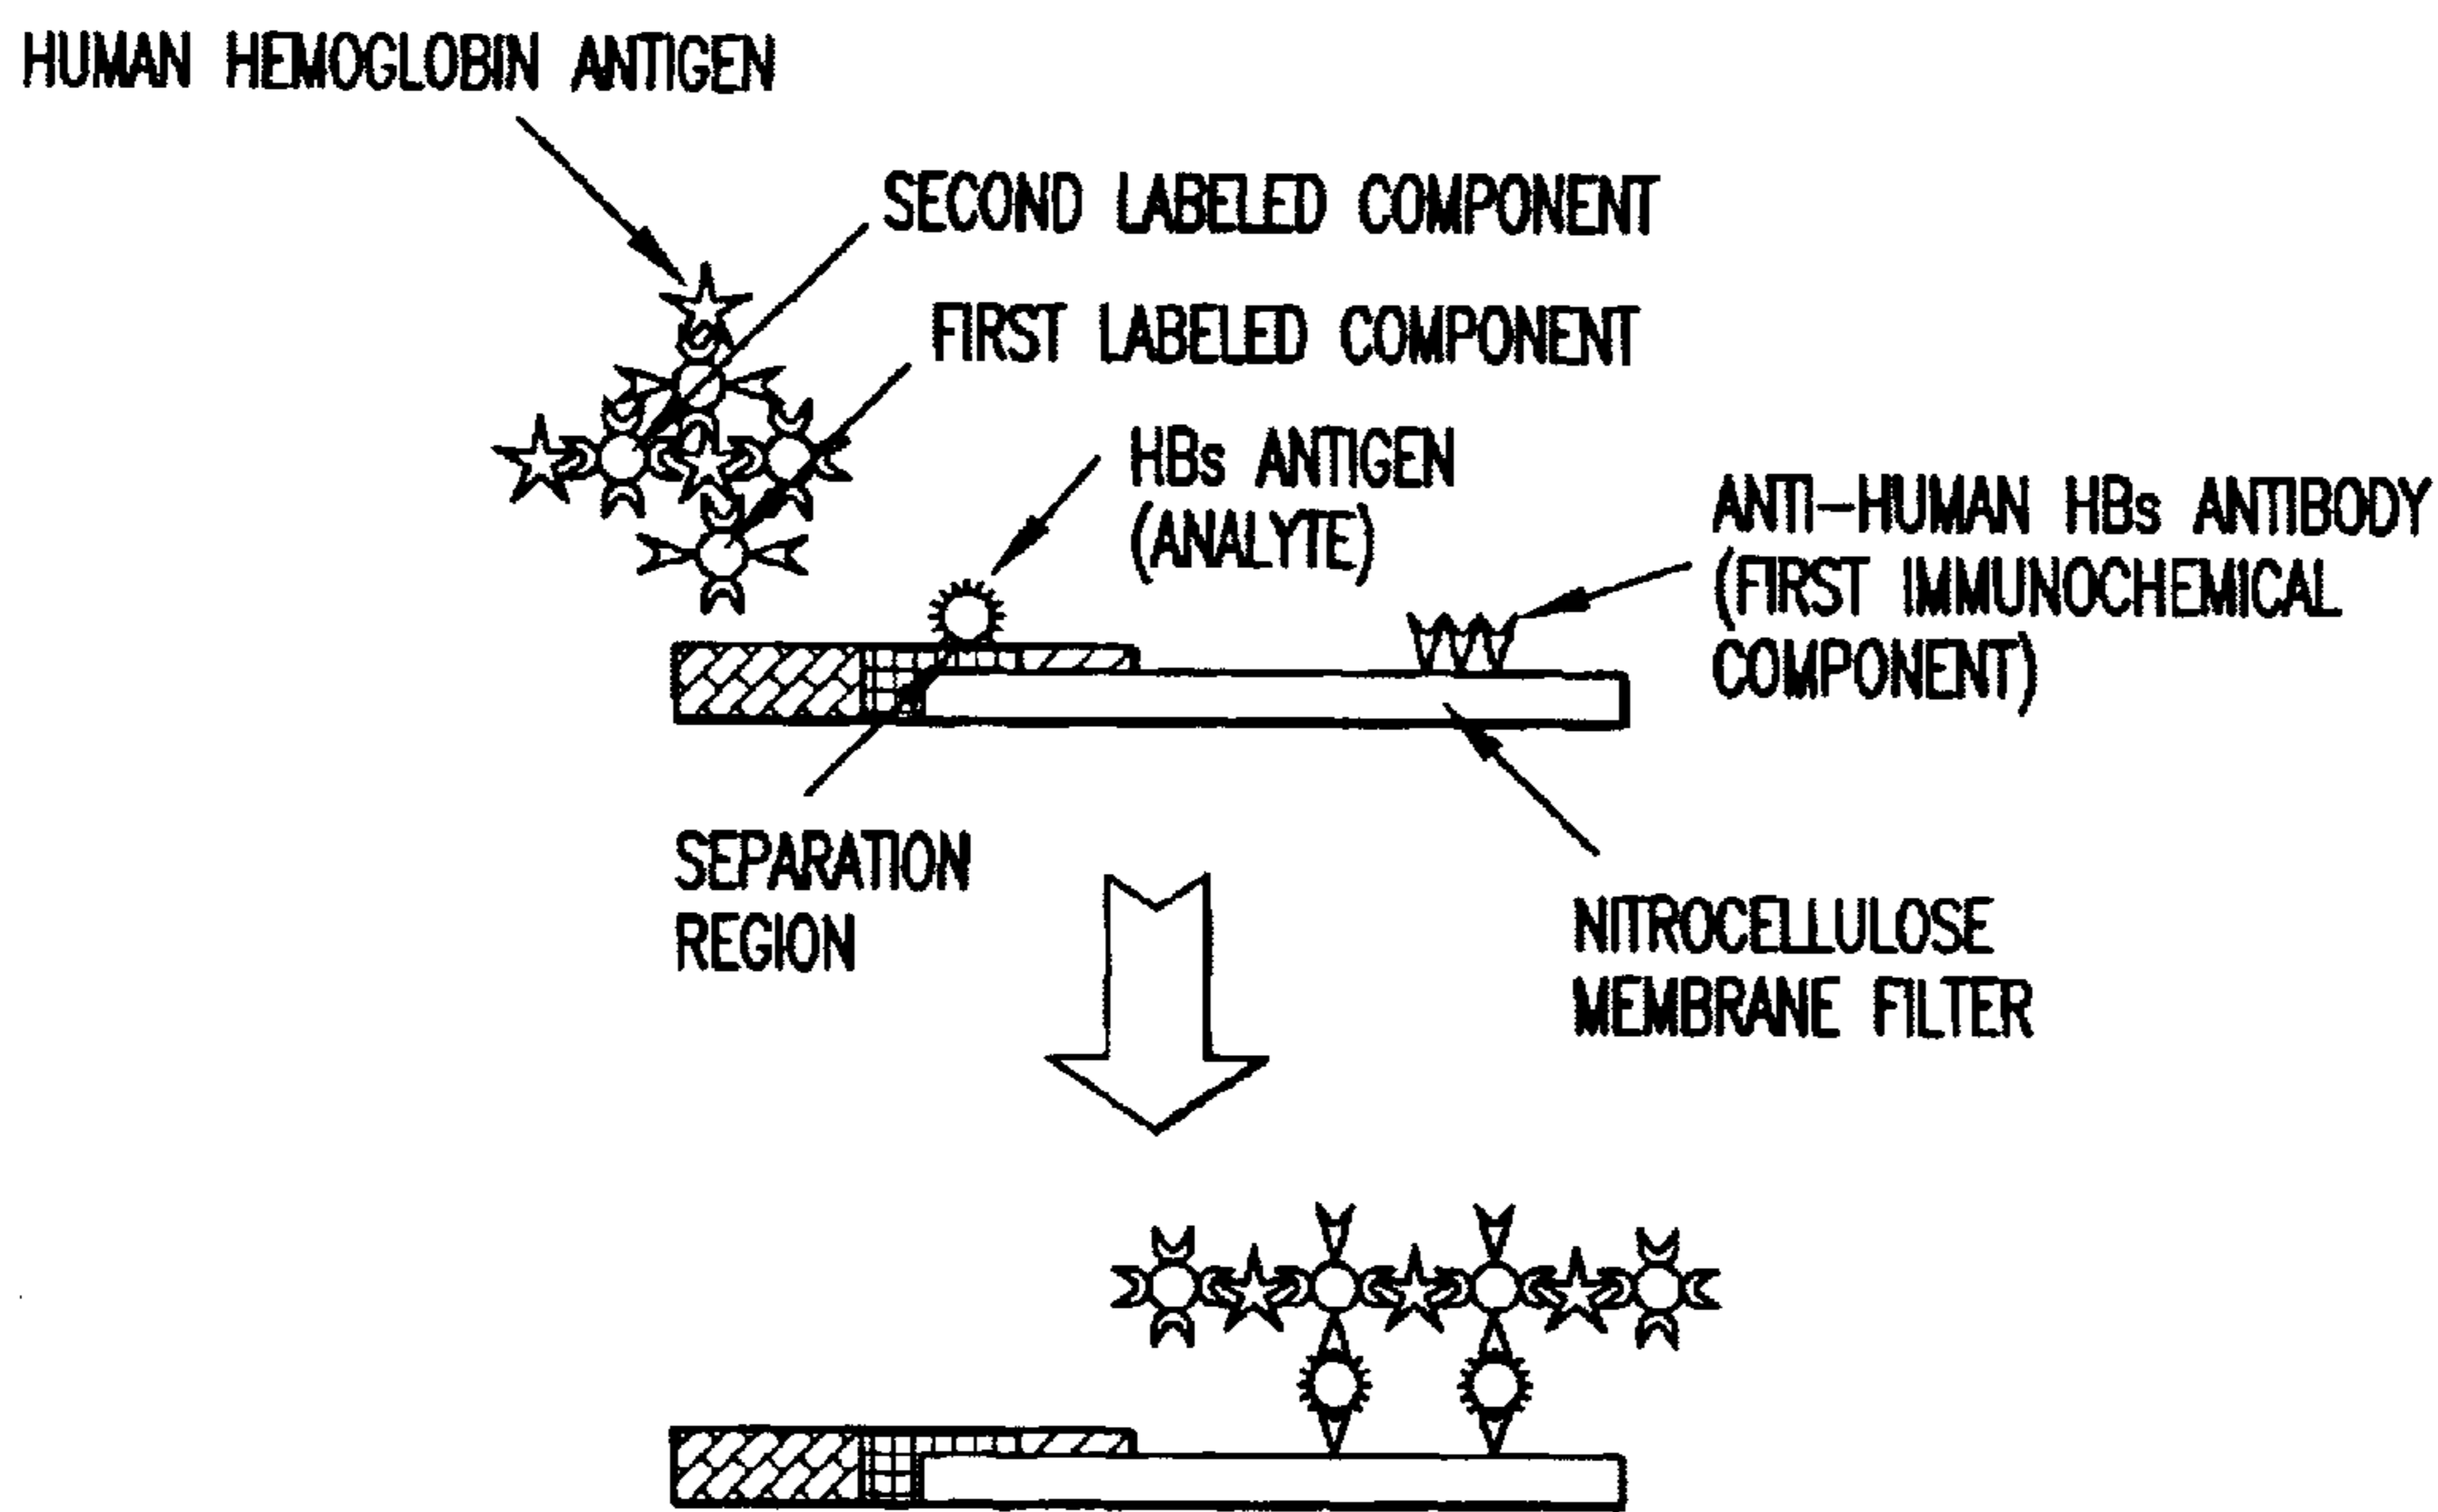 HUMAN HEMOGLOBIN ANTIGEN
SECOND LABELED COMPONENT
FIRST LABELED COMPONENT
HBs ANTIGEN
(ANALYTE)
ANTI-HUMAN HBs ANTIBODY
(FIRST IMMUNOCHEMICAL
COMPONENT)
SEPARATION
REGION
NITROCELLULOSE
MEMBRANE FILTER